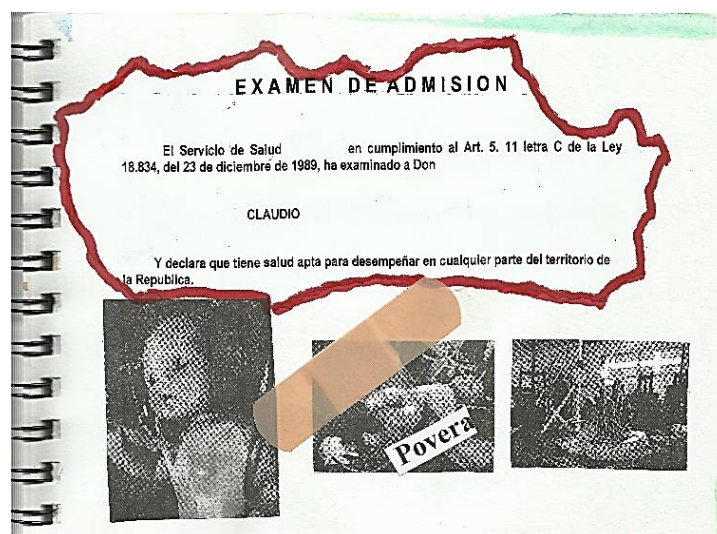 EXAMEN DE ADMISION
El Servicio de Salud en cumplimiento al Art. 5. 11 letra C de la Ley
18.834, del 23 de diciembre de 1989, ha examinado a Don
CLAUDIO
Y declara que tiene salud apta para desempeñar en cualquier parte del territorio de
la Republica.
Povera